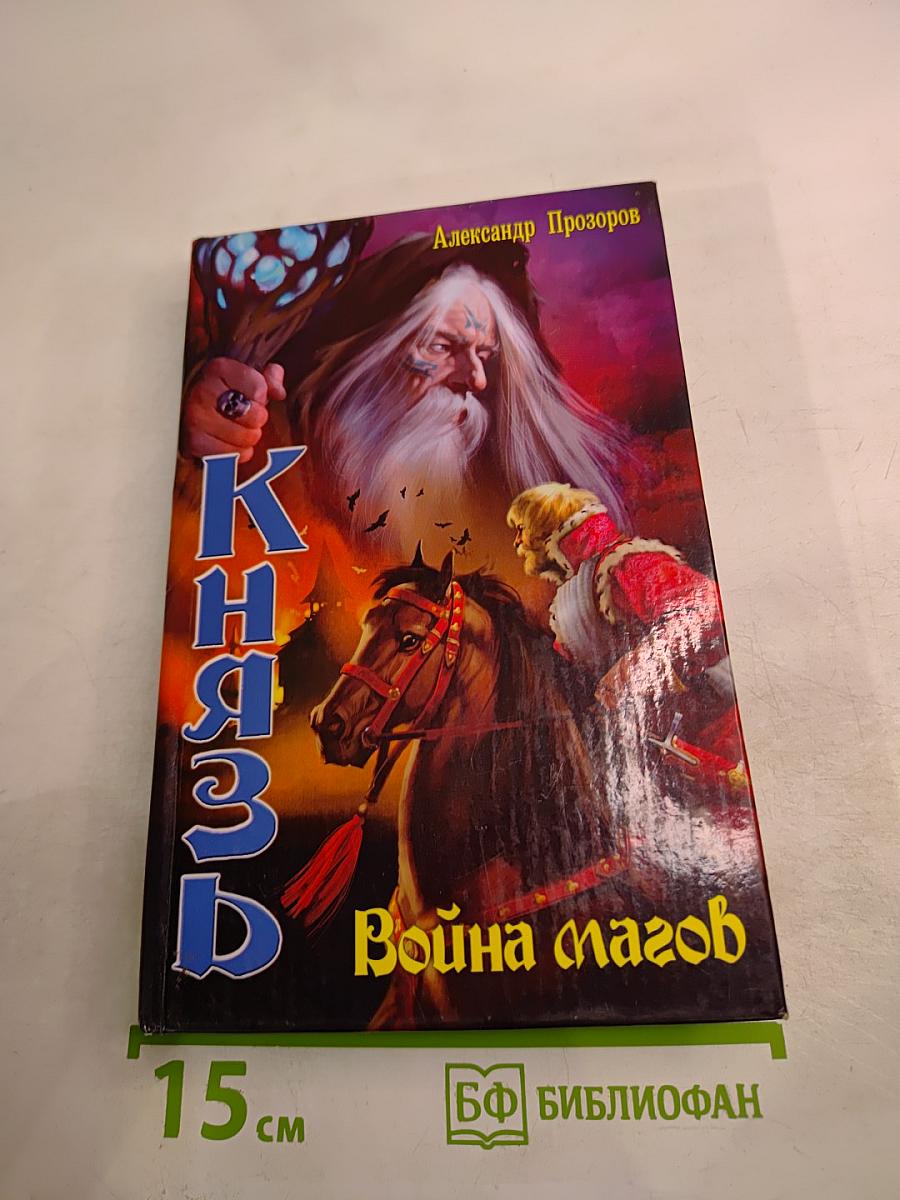 Александр Прозоров
Князь
Война магов
15 см
БФ БИБЛИОФАН